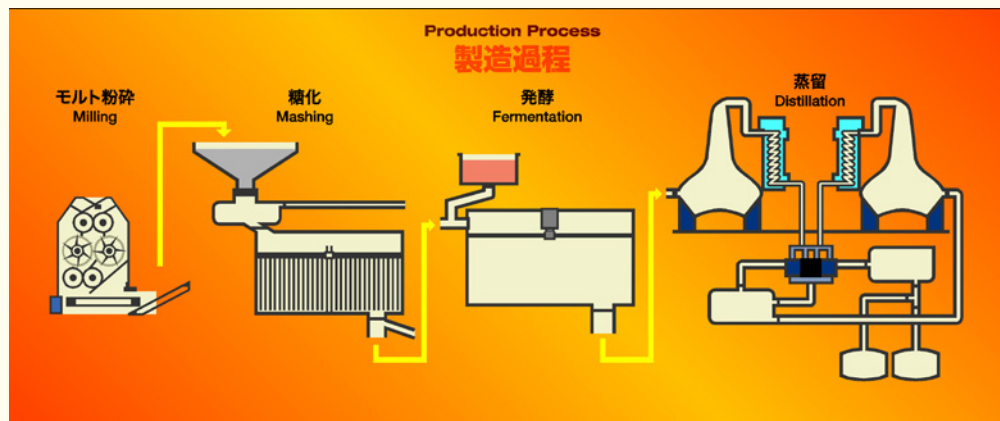 Production Process
製造過程
モルト粉砕
Milling
糖化
Mashing
発酵
Fermentation
蒸留
Distillation